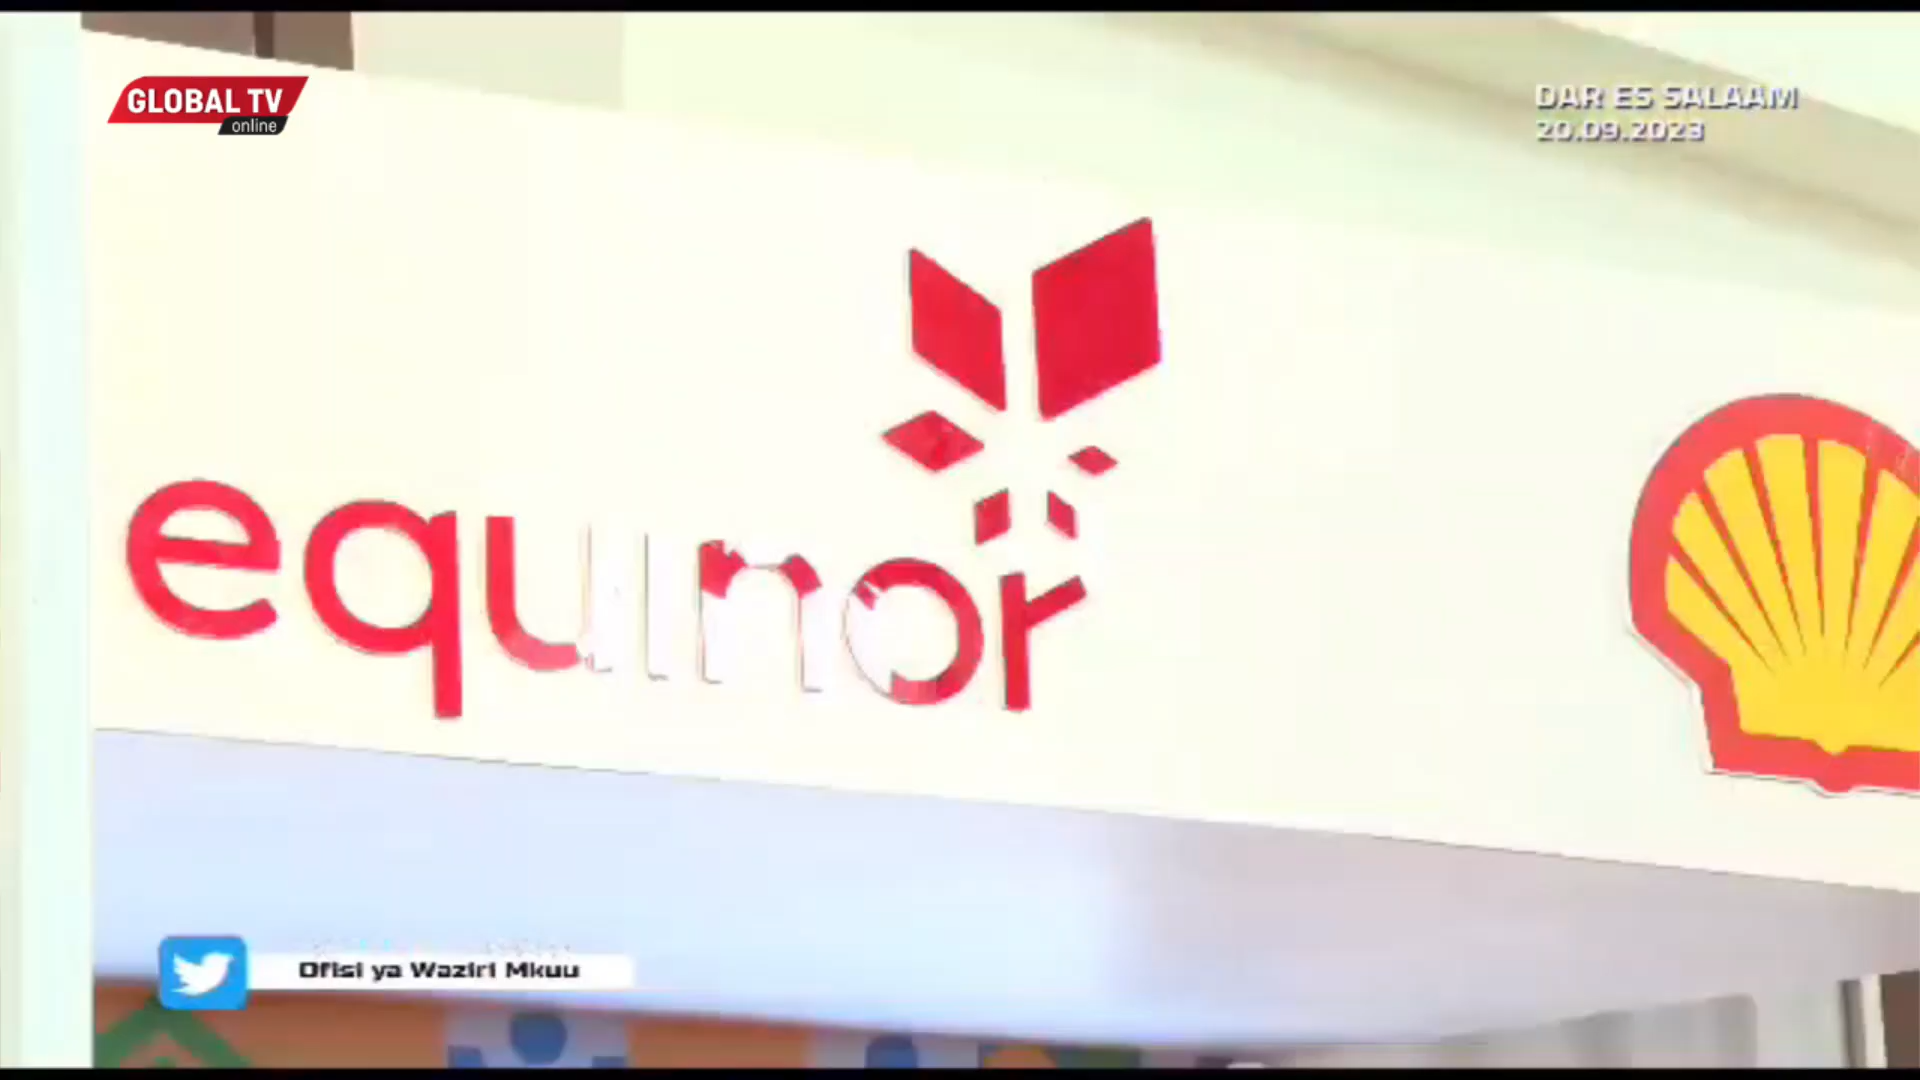 GLOBAL TV
online
DAR ES SALAAM
20.09.2023
equinor
Ofisi ya Waziri Mkuu